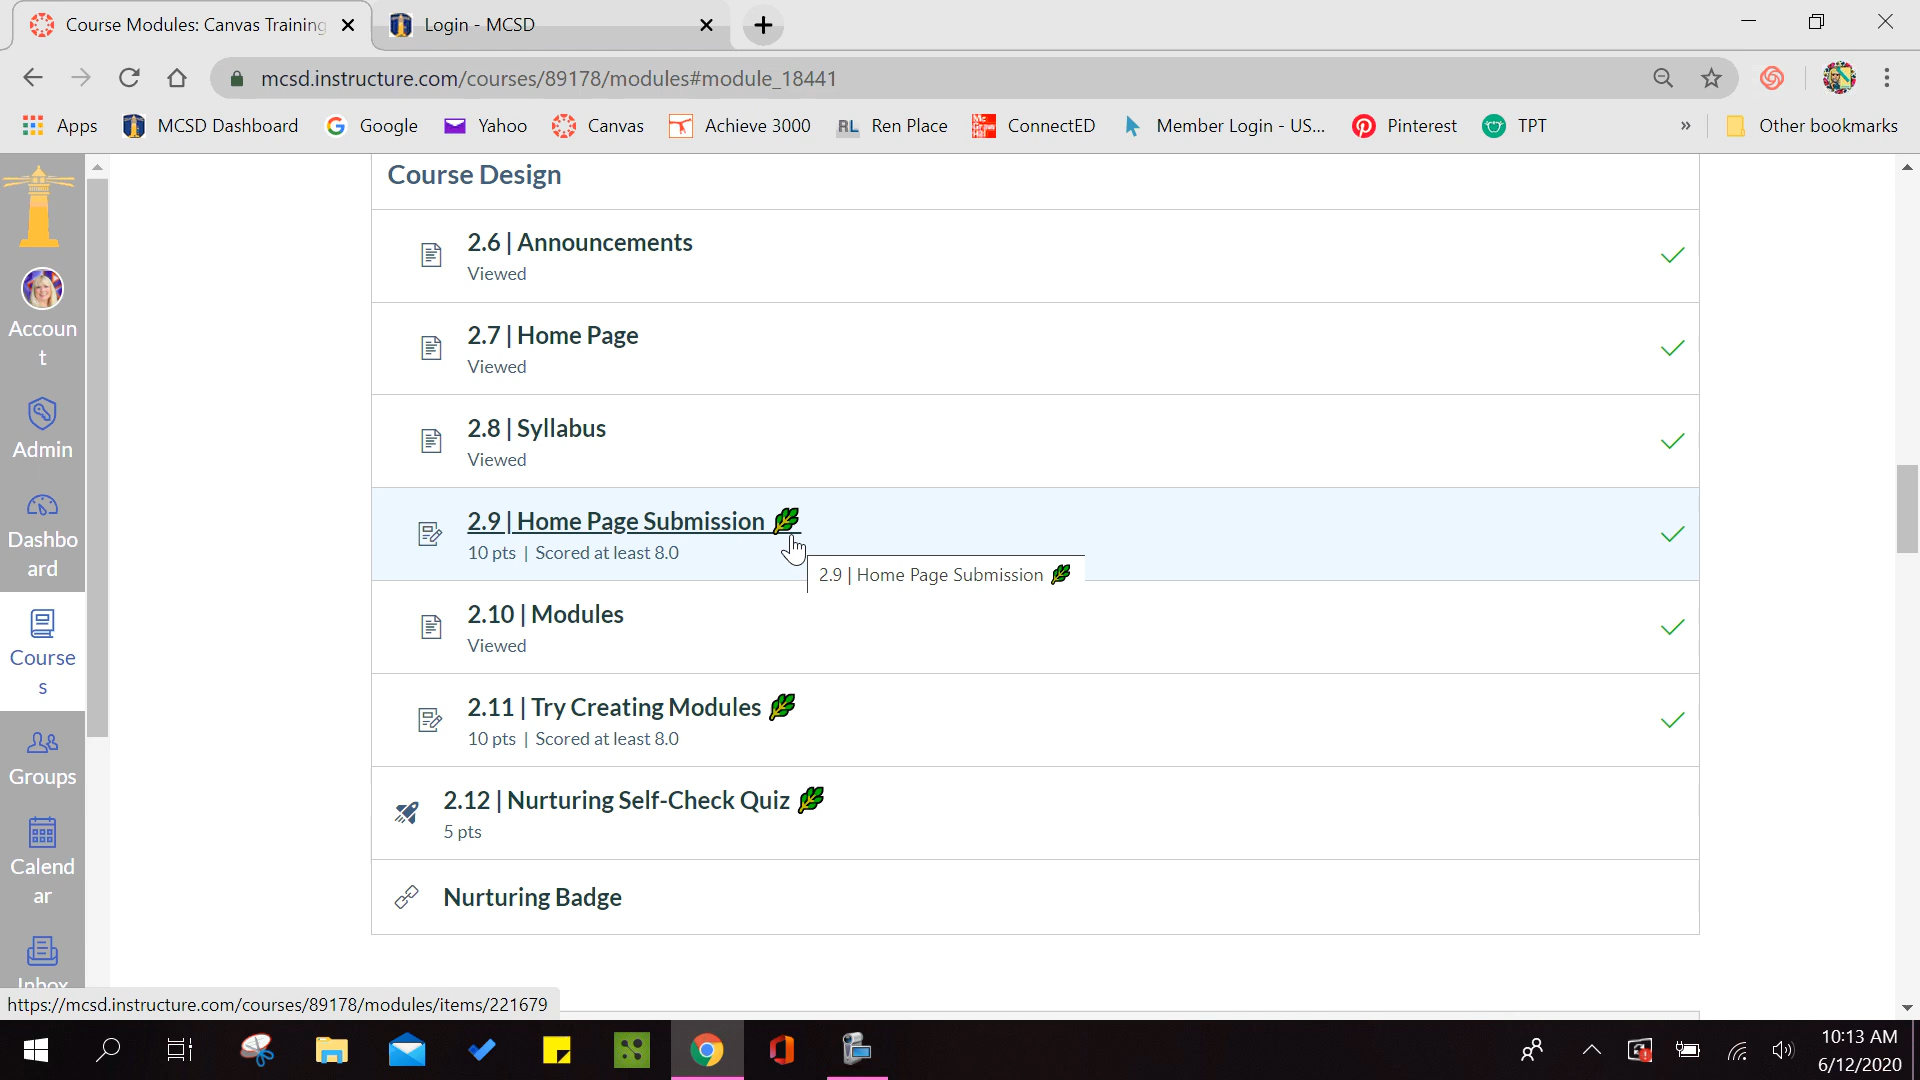 Course Modules: Canvas Training
Login - MCSD
mcsd.instructure.com/courses/89178/modules#module_18441
Apps
MCSD Dashboard
Google
Yahoo
Canvas
Achieve 3000
RL
Ren Place
Mc
Graw
Hill
ConnectED
Member Login - US...
Pinterest
TPT
»
Other bookmarks
Accoun
t
Admin
Dashbo
ard
Course
s
Groups
Calend
ar
Inbox
Course Design
2.6 | Announcements
Viewed
2.7 | Home Page
Viewed
2.8 | Syllabus
Viewed
2.9 | Home Page Submission
10 pts | Scored at least 8.0
2.9 | Home Page Submission
2.10 | Modules
Viewed
2.11 | Try Creating Modules
10 pts | Scored at least 8.0
2.12 | Nurturing Self-Check Quiz
5 pts
Nurturing Badge
https://mcsd.instructure.com/courses/89178/modules/items/221679
10:13 AM
6/12/2020